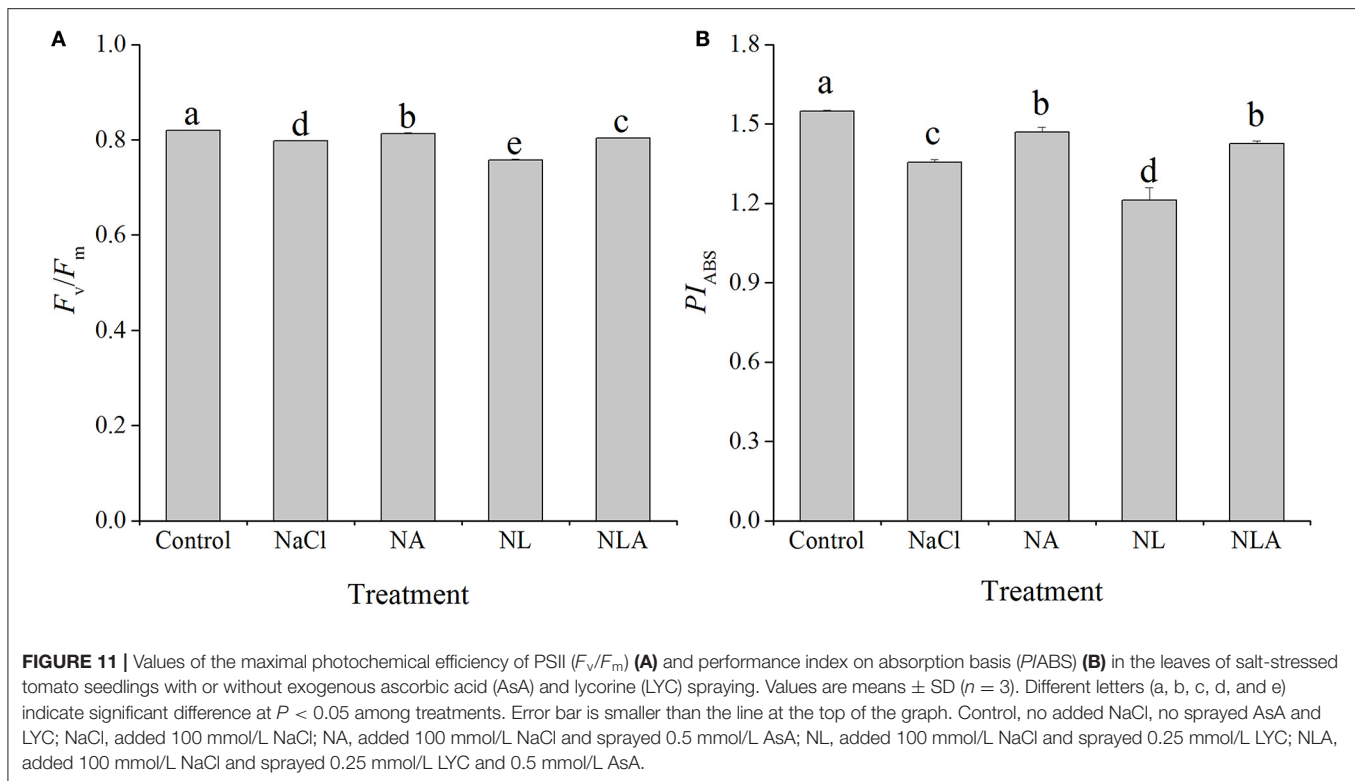 A
1.0
0.8
0.6
0.4
0.2
0.0
Fv/Fm
a
d
b
e
c
Control NaCl NA NL NLA
Treatment
B
1.8
1.5
1.2
0.9
0.6
0.3
0.0
PIABS
a
c
b
d
b
Control NaCl NA NL NLA
Treatment
FIGURE 11 | Values of the maximal photochemical efficiency of PSII (Fv/Fm) (A) and performance index on absorption basis (PIABS) (B) in the leaves of salt-stressed
tomato seedlings with or without exogenous ascorbic acid (AsA) and lycorine (LYC) spraying. Values are means ± SD (n = 3). Different letters (a, b, c, d, and e)
indicate significant difference at P < 0.05 among treatments. Error bar is smaller than the line at the top of the graph. Control, no added NaCl, no sprayed AsA and
LYC; NaCl, added 100 mmol/L NaCl; NA, added 100 mmol/L NaCl and sprayed 0.5 mmol/L AsA; NL, added 100 mmol/L NaCl and sprayed 0.25 mmol/L LYC; NLA,
added 100 mmol/L NaCl and sprayed 0.25 mmol/L LYC and 0.5 mmol/L AsA.